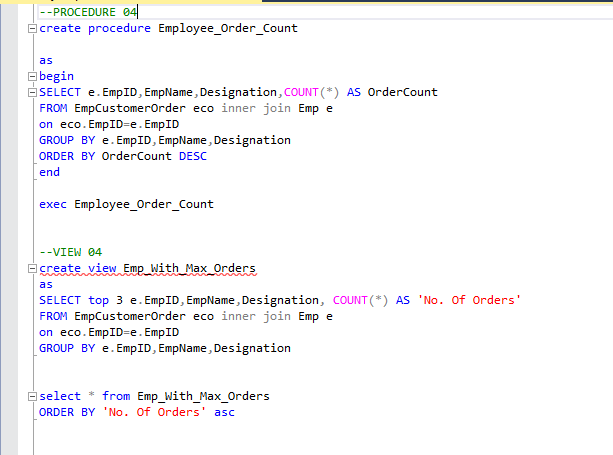 --PROCEDURE 04
create procedure Employee_Order_Count
as
begin
SELECT e.EmpID,EmpName,Designation,COUNT(*) AS OrderCount
FROM EmpCustomerOrder eco inner join Emp e
on eco.EmpID=e.EmpID
GROUP BY e.EmpID,EmpName,Designation
ORDER BY OrderCount DESC
end
exec Employee_Order_Count
--VIEW 04
create view Emp_With_Max_Orders
as
SELECT top 3 e.EmpID,EmpName,Designation, COUNT(*) AS 'No. Of Orders'
FROM EmpCustomerOrder eco inner join Emp e
on eco.EmpID=e.EmpID
GROUP BY e.EmpID,EmpName,Designation
select * from Emp_With_Max_Orders
ORDER BY 'No. Of Orders' asc